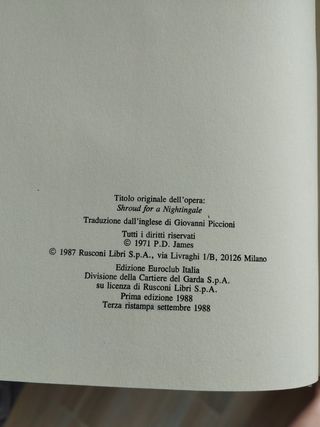 Titolo originale dell'opera:
Shroud for a Nightingale
Traduzione dall'inglese di Giovanni Piccioni
Tutti i diritti riservati
© 1971 P.D. James
© 1987 Rusconi Libri S.p.A., via Livraghi 1/B, 20126 Milano
Edizione Euroclub Italia
Divisione della Cartiere del Garda S.p.A.
su licenza di Rusconi Libri S.p.A.
Prima edizione 1988
Terza ristampa settembre 1988